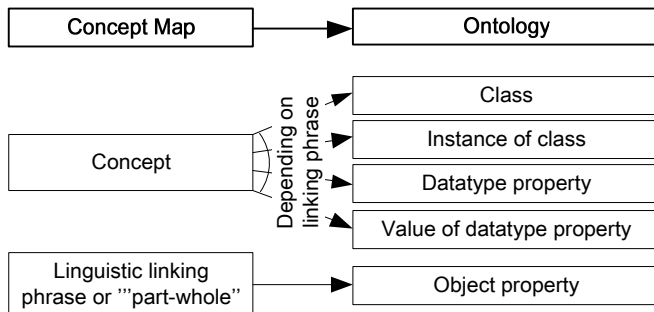 Concept Map
Ontology
Concept
Depending on
linking phrase
Class
Instance of class
Datatype property
Value of datatype property
Linguistic linking
phrase or '"part-whole"
Object property